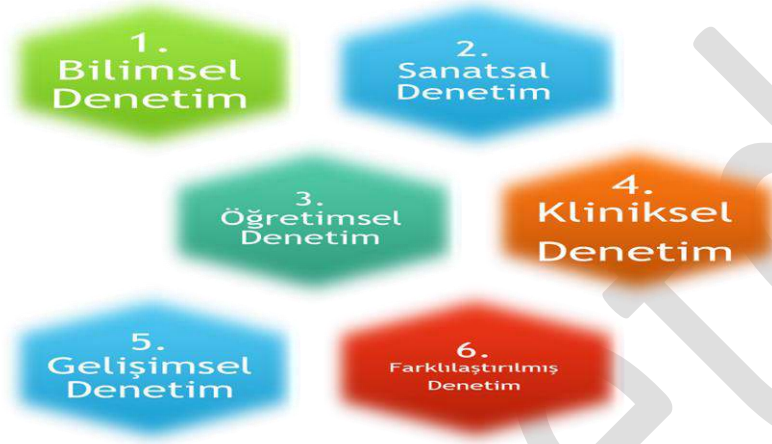 1.
Bilimsel
Denetim
2.
Sanatsal
Denetim
3.
Öğretimsel
Denetim
4.
Kliniksel
Denetim
5.
Gelişimsel
Denetim
6.
Farklılaştırılmış
Denetim